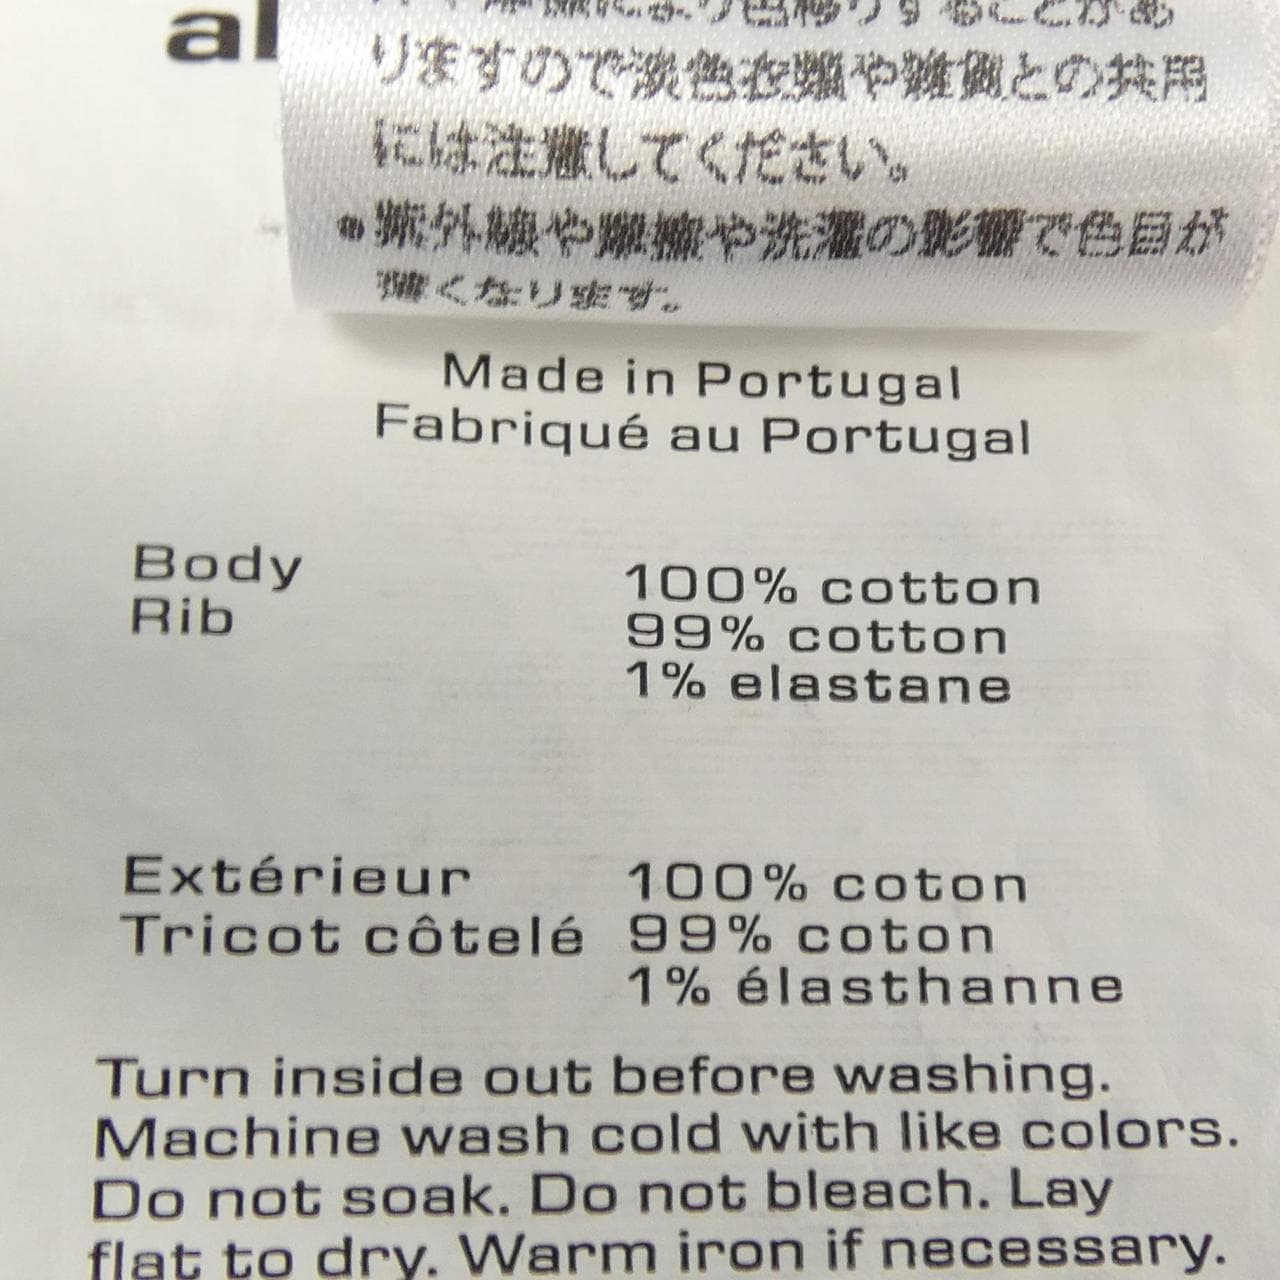 al
りますので淡色衣類や雑貨との共用
には注意してください。
●紫外線や摩擦や洗濯の影響で色目が
薄くなります。
Made in Portugal
Fabriqué au Portugal
Body
Rib
100% cotton
99% cotton
1% elastane
Extérieur 100% coton
Tricot côtelé 99% coton
1% élasthanne
Turn inside out before washing.
Machine wash cold with like colors.
Do not soak. Do not bleach. Lay
flat to dry. Warm iron if necessary.